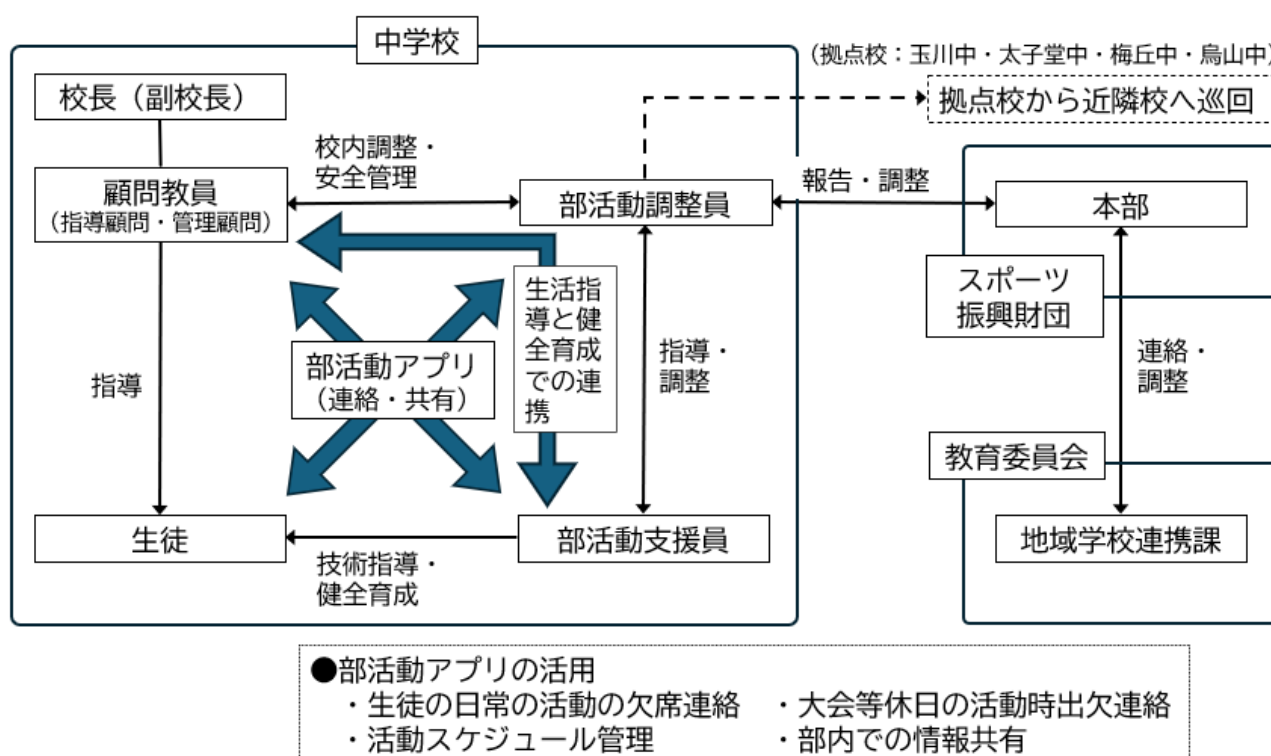 中学校
(拠点校：玉川中・太子堂中・梅丘中・烏山中)
校長（副校長）
拠点校から近隣校へ巡回
校内調整・
安全管理
顧問教員
（指導顧問・管理顧問）
部活動調整員
報告・調整
本部
生活指
導と健
全育成
での連
携
スポーツ
振興財団
部活動アプリ
（連絡・共有）
指導・
調整
連絡・
調整
指導
教育委員会
生徒
部活動支援員
地域学校連携課
技術指導・
健全育成
●部活動アプリの活用
・生徒の日常の活動の欠席連絡　・大会等休日の活動時出欠連絡
・活動スケジュール管理　・部内での情報共有